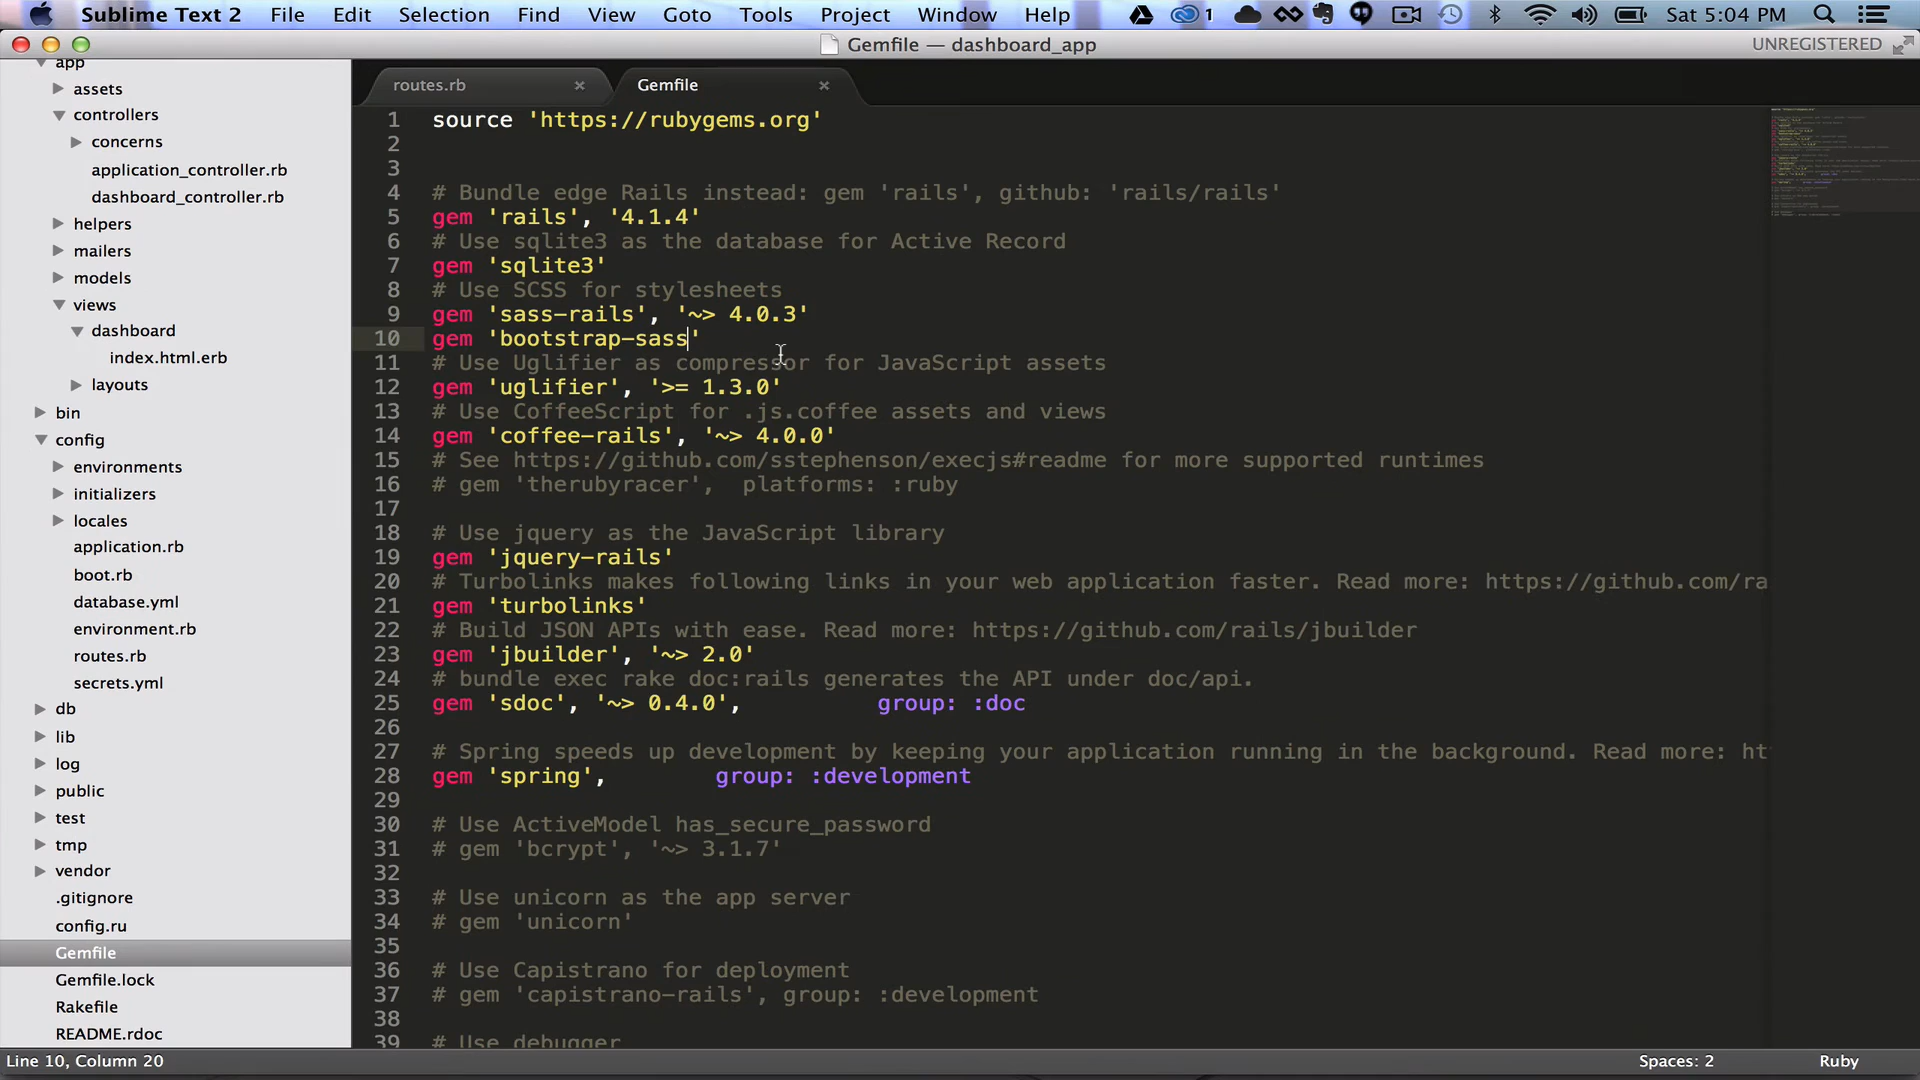 Sublime Text 2 File Edit Selection Find View Goto Tools Project Window Help 1 Sat 5:04 PM
Gemfile — dashboard_app UNREGISTERED
app
assets
controllers
concerns
application_controller.rb
dashboard_controller.rb
helpers
mailers
models
views
dashboard
index.html.erb
layouts
bin
config
environments
initializers
locales
application.rb
boot.rb
database.yml
environment.rb
routes.rb
secrets.yml
db
lib
log
public
test
tmp
vendor
.gitignore
config.ru
Gemfile
Gemfile.lock
Rakefile
README.rdoc
routes.rb × Gemfile ×
1 source 'https://rubygems.org'
2
3
4 # Bundle edge Rails instead: gem 'rails', github: 'rails/rails'
5 gem 'rails', '4.1.4'
6 # Use sqlite3 as the database for Active Record
7 gem 'sqlite3'
8 # Use SCSS for stylesheets
9 gem 'sass-rails', '~> 4.0.3'
10 gem 'bootstrap-sass'
11 # Use Uglifier as compressor for JavaScript assets
12 gem 'uglifier', '>= 1.3.0'
13 # Use CoffeeScript for .js.coffee assets and views
14 gem 'coffee-rails', '~> 4.0.0'
15 # See https://github.com/sstephenson/execjs#readme for more supported runtimes
16 # gem 'therubyracer',  platforms: :ruby
17
18 # Use jquery as the JavaScript library
19 gem 'jquery-rails'
20 # Turbolinks makes following links in your web application faster. Read more: https://github.com/ra
21 gem 'turbolinks'
22 # Build JSON APIs with ease. Read more: https://github.com/rails/jbuilder
23 gem 'jbuilder', '~> 2.0'
24 # bundle exec rake doc:rails generates the API under doc/api.
25 gem 'sdoc', '~> 0.4.0',          group: :doc
26
27 # Spring speeds up development by keeping your application running in the background. Read more: ht
28 gem 'spring',        group: :development
29
30 # Use ActiveModel has_secure_password
31 # gem 'bcrypt', '~> 3.1.7'
32
33 # Use unicorn as the app server
34 # gem 'unicorn'
35
36 # Use Capistrano for deployment
37 # gem 'capistrano-rails', group: :development
38
39 # Use debugger
Line 10, Column 20 Spaces: 2 Ruby